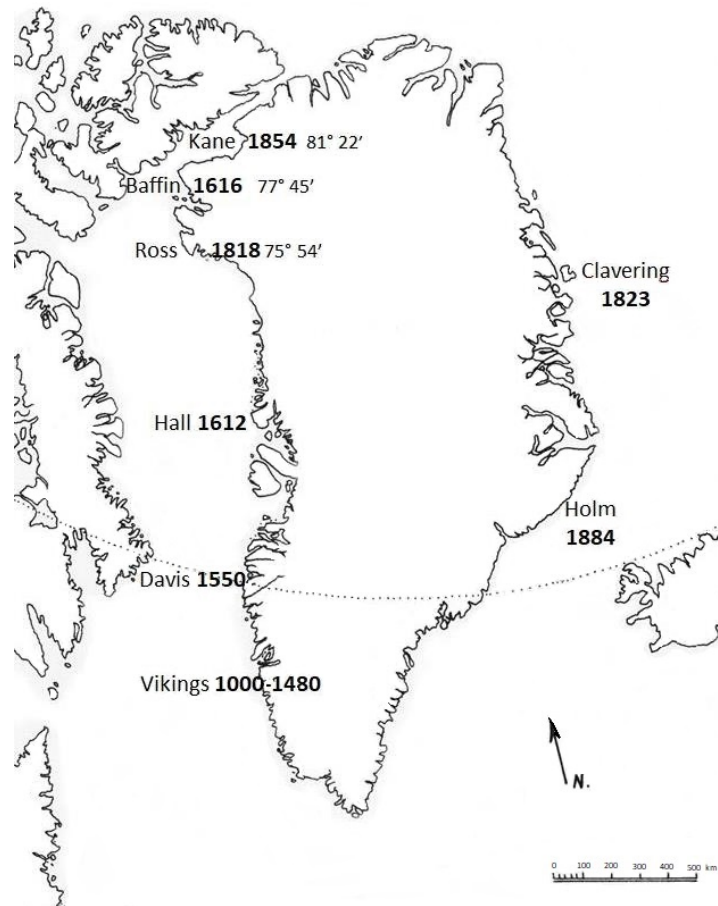 Kane 1854 81° 22′
Baffin 1616 77° 45′
Ross 1818 75° 54′
Clavering
1823
Hall 1612
Holm
1884
Davis 1550
Vikings 1000-1480
N.
0 100 200 300 400 500 km